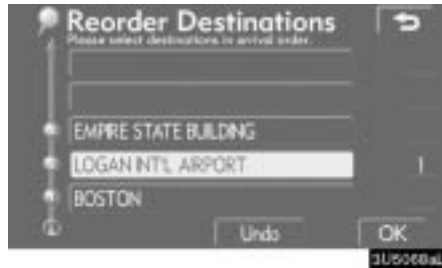 Reorder Destinations
Please select destinations in arrival order.
EMPIRE STATE BUILDING
LOGAN INT'L AIRPORT 1
BOSTON
Undo OK
3U5068aL